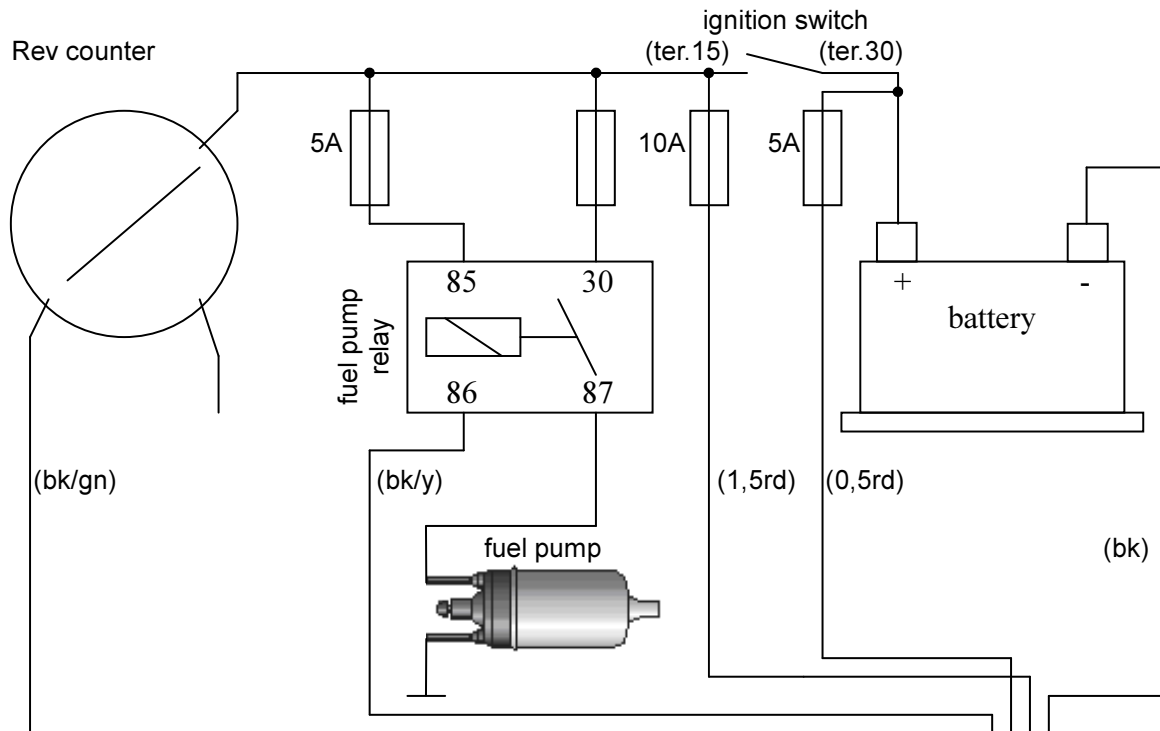 ignition switch
Rev counter
(ter.15)
(ter.30)
5A
10A
5A
85
30
+
-
battery
fuel pump
relay
86
87
(bk/gn)
(bk/y)
(1,5rd)
(0,5rd)
fuel pump
(bk)